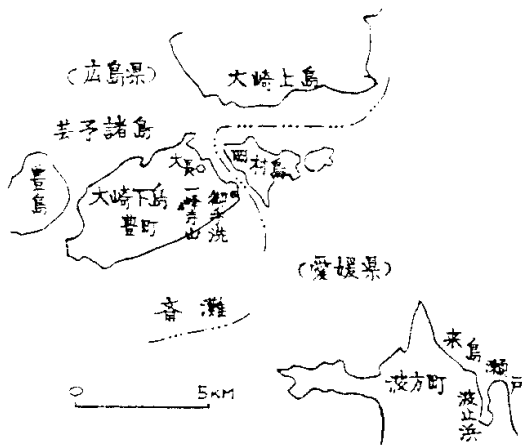 (広島県)
大崎上島
芸予諸島
豊島
大長
岡村島
大崎下島
豊町
一峰寺山
御手洗
(愛媛県)
斎灘
来島瀬戸
波方町
波止浜
0 5KM